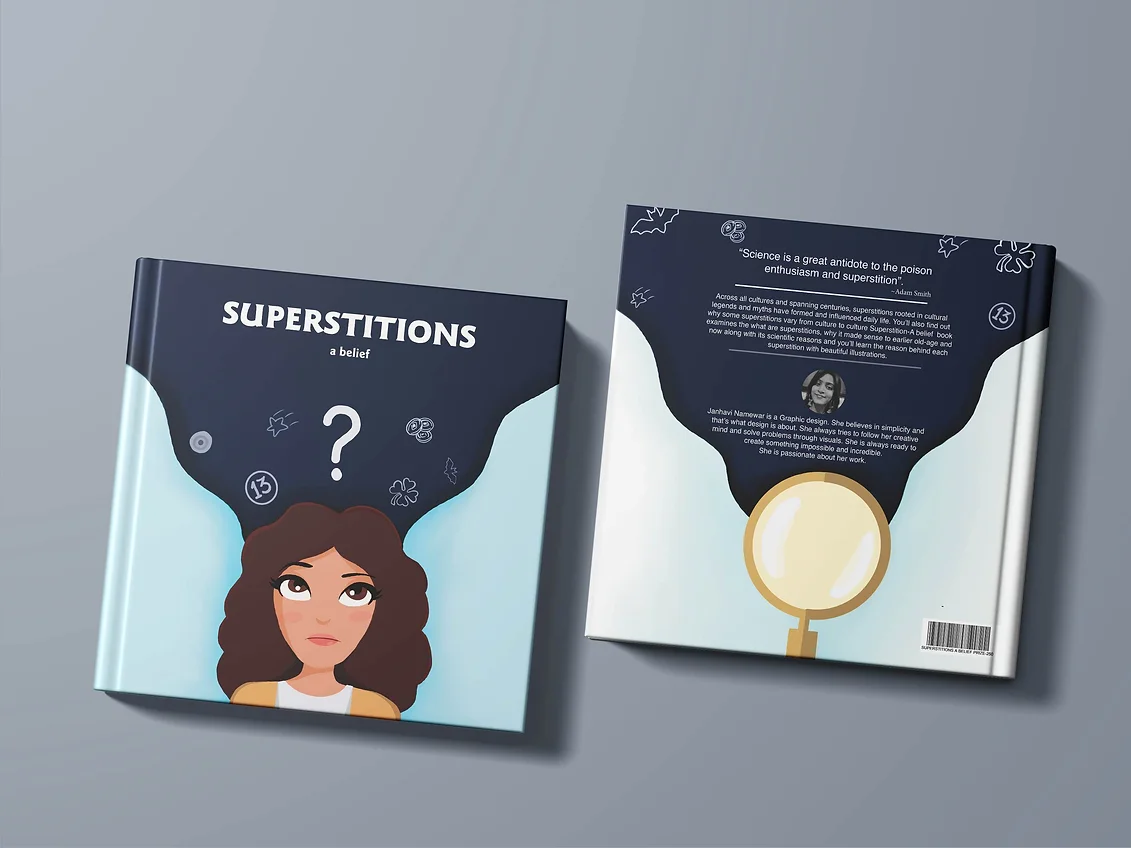 SUPERSTITIONS
a belief
?
13
"Science is a great antidote to the poison
enthusiasm and superstition".
~Adam Smith
Across all cultures and spanning centuries, superstitions rooted in cultural
legends and myths have formed and influenced daily life. You'll also find out
why some superstitions vary from culture to culture Superstition-A belief book
examines the what are superstitions, why it made sense to earlier old-age and
now along with its scientific reasons and you'll learn the reason behind each
superstition with beautiful illustrations.
13
Janhavi Namewar is a Graphic design. She believes in simplicity and
that's what design is about. She always tries to follow her creative
mind and solve problems through visuals. She is always ready to
create something impossible and incredible.
She is passionate about her work.
SUPERSTITIONS A BELIEF